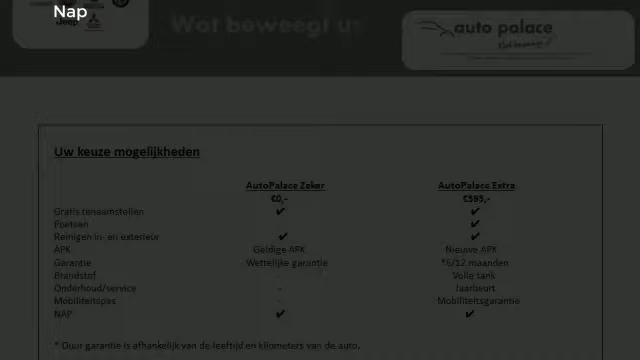 Nap
Jeep
Wat beweegt u
auto palace
Uw keuze mogelijkheden
AutoPalace Zeker AutoPalace Extra
€0,- €595,-
Gratis tenaamstellen ✔ ✔
Poetsen ✔
Reinigen in- en exterieur ✔ ✔
APK Geldige APK Nieuwe APK
Garantie Wettelijke garantie *6/12 maanden
Brandstof - Volle tank
Onderhoud/service - Jaarbeurt
Mobiliteitspas - Mobiliteitsgarantie
NAP ✔ ✔
* Duur garantie is afhankelijk van de leeftijd en kilometers van de auto.